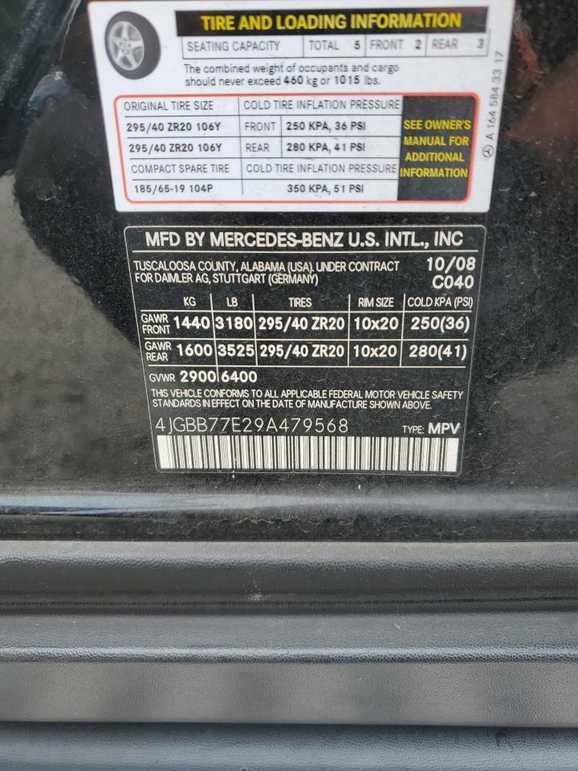 TIRE AND LOADING INFORMATION
SEATING CAPACITY TOTAL 5 FRONT 2 REAR 3
The combined weight of occupants and cargo
should never exceed 460 kg or 1015 lbs.
ORIGINAL TIRE SIZE COLD TIRE INFLATION PRESSURE
295/40 ZR20 106Y FRONT 250 KPA, 36 PSI
295/40 ZR20 106Y REAR 280 KPA, 41 PSI
COMPACT SPARE TIRE COLD TIRE INFLATION PRESSURE
185/65-19 104P 350 KPA, 51 PSI
SEE OWNER'S
MANUAL FOR
ADDITIONAL
INFORMATION
A 164 584 33 17
MFD BY MERCEDES-BENZ U.S. INTL., INC
TUSCALOOSA COUNTY, ALABAMA (USA). UNDER CONTRACT 10/08
FOR DAIMLER AG, STUTTGART (GERMANY) C040
KG LB TIRES RIM SIZE COLD KPA (PSI)
GAWR FRONT 1440 3180 295/40 ZR20 10x20 250(36)
GAWR REAR 1600 3525 295/40 ZR20 10x20 280(41)
GVWR 2900 6400
THIS VEHICLE CONFORMS TO ALL APPLICABLE FEDERAL MOTOR VEHICLE SAFETY
STANDARDS IN EFFECT ON THE DATE OF MANUFACTURE SHOWN ABOVE.
4JGBB77E29A479568 TYPE: MPV